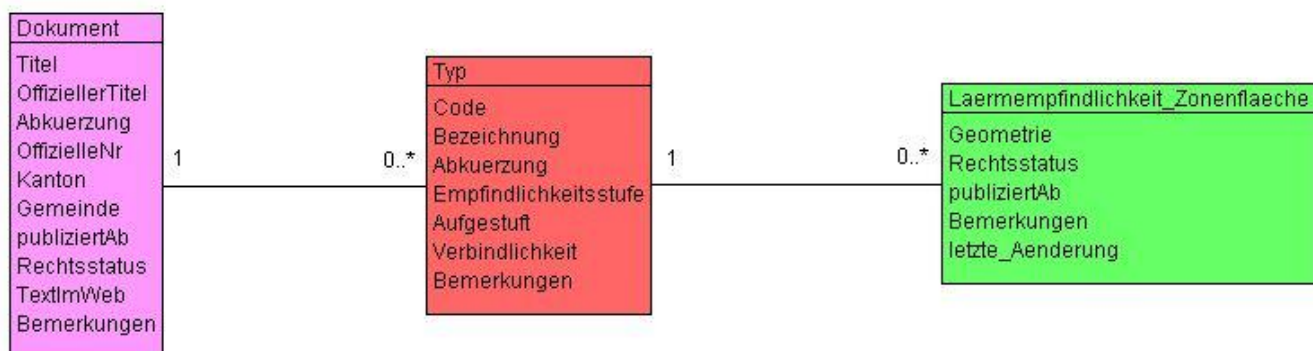 Dokument
Titel
OffiziellerTitel
Abkuerzung
OffizielleNr
Kanton
Gemeinde
publiziertAb
Rechtsstatus
TextImWeb
Bemerkungen
1
0..*
Typ
Code
Bezeichnung
Abkuerzung
Empfindlichkeitsstufe
Aufgestuft
Verbindlichkeit
Bemerkungen
1
0..*
Laermempfindlichkeit_Zonenflaeche
Geometrie
Rechtsstatus
publiziertAb
Bemerkungen
letzte_Aenderung